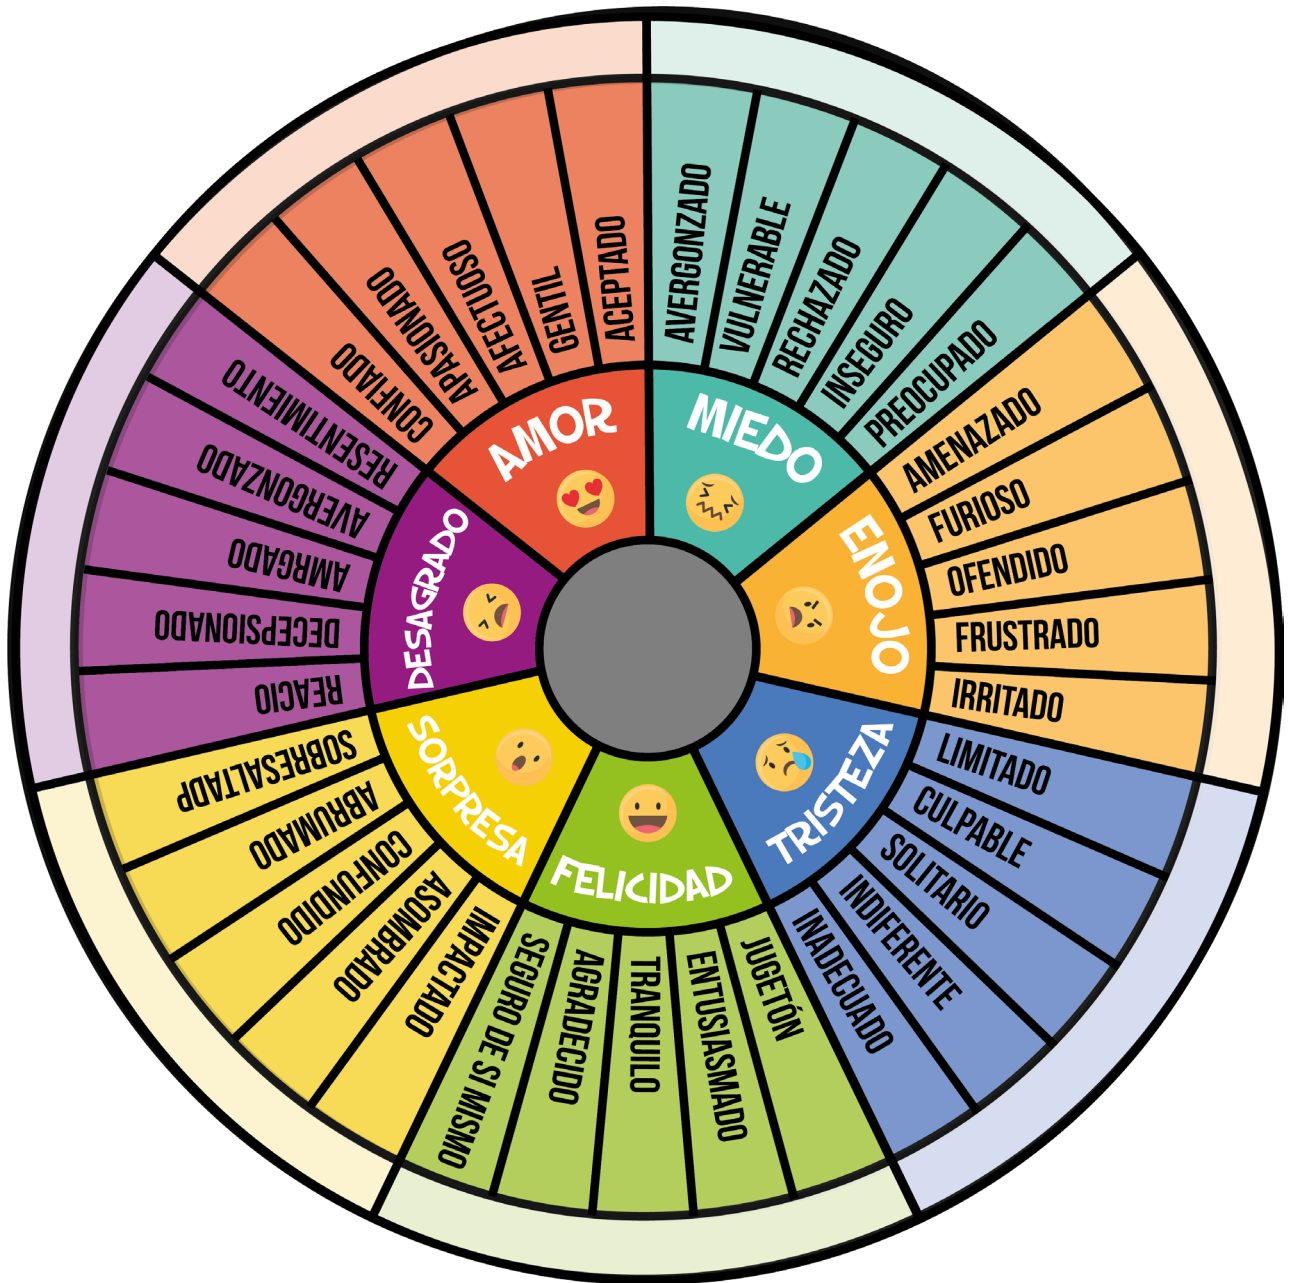 AMOR
ACEPTADO
GENTIL
AFECTUOSO
APASIONADO
CONFIADO
MIEDO
AVERGONZADO
VULNERABLE
RECHAZADO
INSEGURO
PREOCUPADO
ENOJO
AMENAZADO
FURIOSO
OFENDIDO
FRUSTRADO
IRRITADO
TRISTEZA
LIMITADO
CULPABLE
SOLITARIO
INDIFERENTE
INADECUADO
FELICIDAD
JUGETÓN
ENTUSIASMADO
TRANQUILO
AGRADECIDO
SEGURO DE SI MISMO
SORPRESA
IMPACTADO
ASOMBRADO
CONFUNDIDO
ABRUMADO
SOBRESALTADP
DESAGRADO
REACIO
DECEPSIONADO
AMRGADO
AVERGONZADO
RESENTIMIENTO